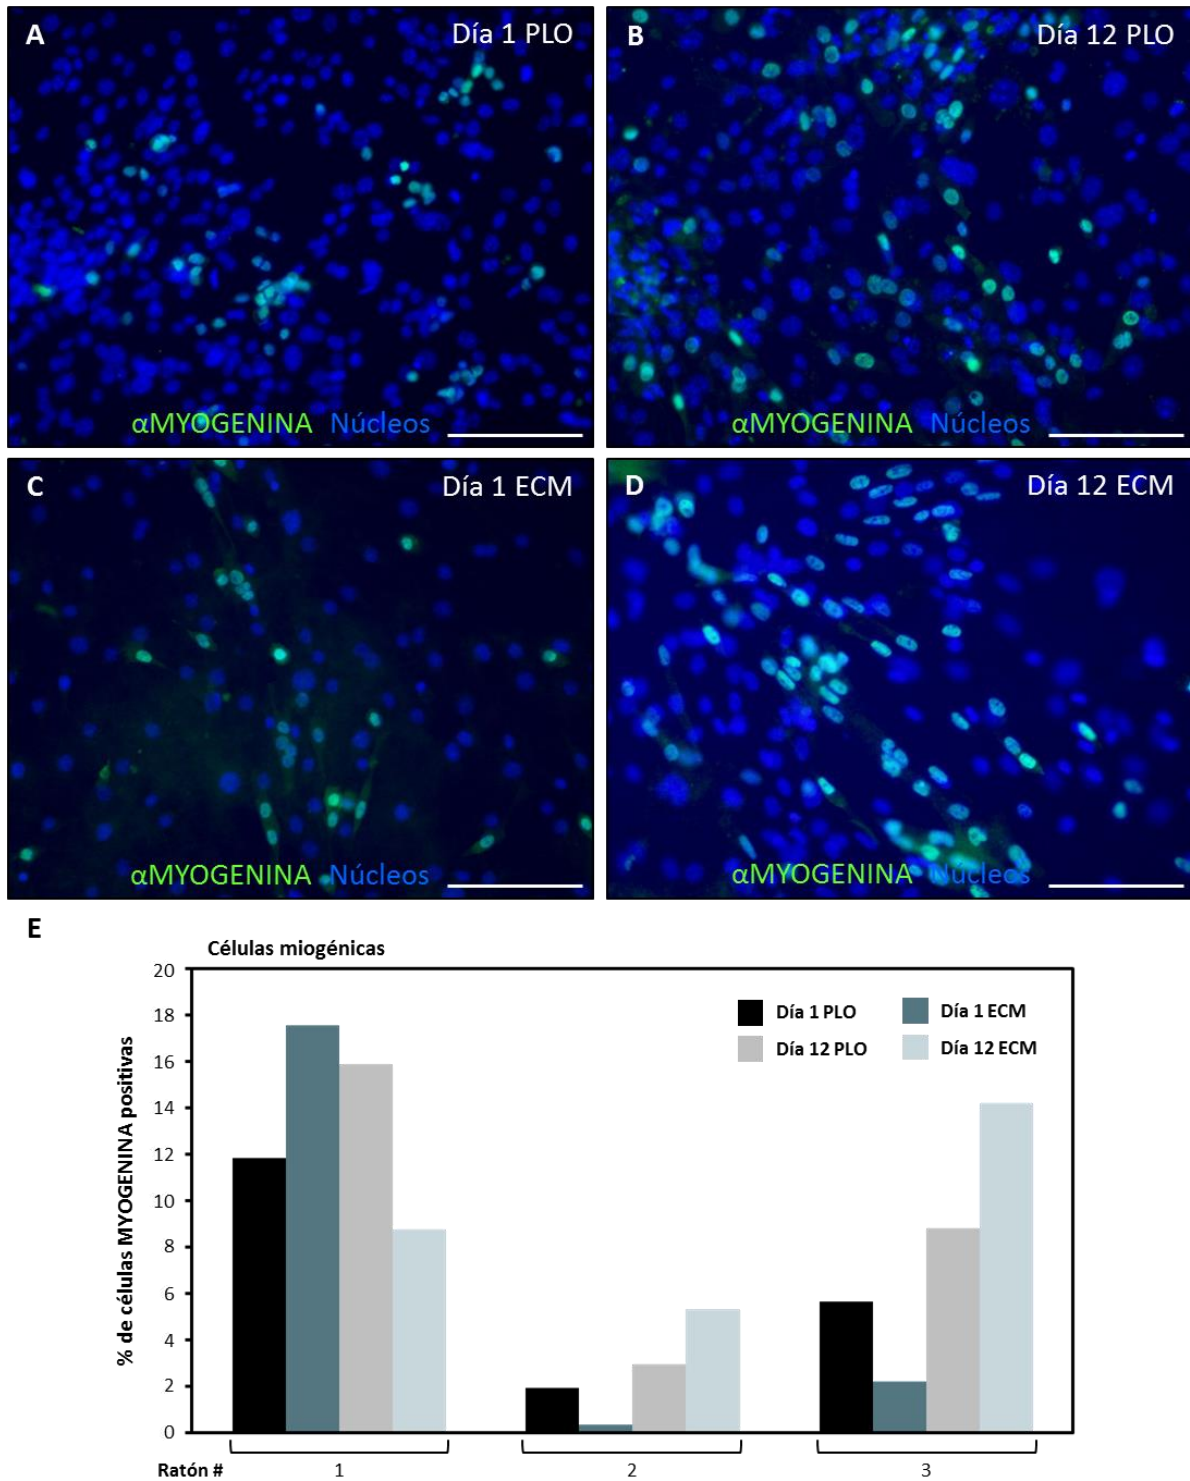 A
Día 1 PLO
αMYOGENINA Núcleos
B
Día 12 PLO
αMYOGENINA Núcleos
C
Día 1 ECM
αMYOGENINA Núcleos
D
Día 12 ECM
αMYOGENINA Núcleos
E
Células miogénicas
% de células MYOGENINA positivas
20
18
16
14
12
10
8
6
4
2
0
Día 1 PLO
Día 1 ECM
Día 12 PLO
Día 12 ECM
Ratón # 1 2 3